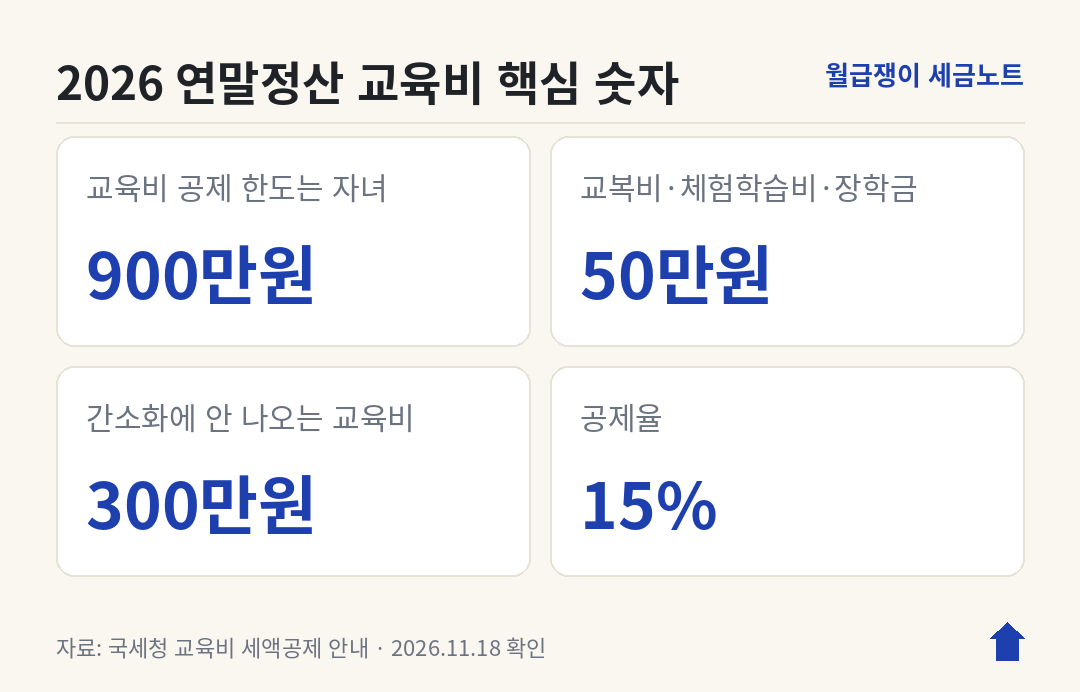 2026 연말정산 교육비 핵심 숫자
월급쟁이 세금노트
교육비 공제 한도는 자녀
900만원
교복비·체험학습비·장학금
50만원
간소화에 안 나오는 교육비
300만원
공제율
15%
자료: 국세청 교육비 세액공제 안내 · 2026.11.18 확인